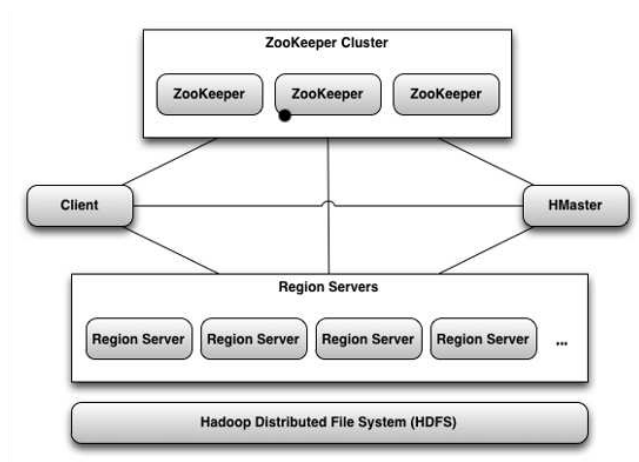 ZooKeeper Cluster
ZooKeeper ZooKeeper ZooKeeper
Client HMaster
Region Servers
Region Server Region Server Region Server Region Server ...
Hadoop Distributed File System (HDFS)